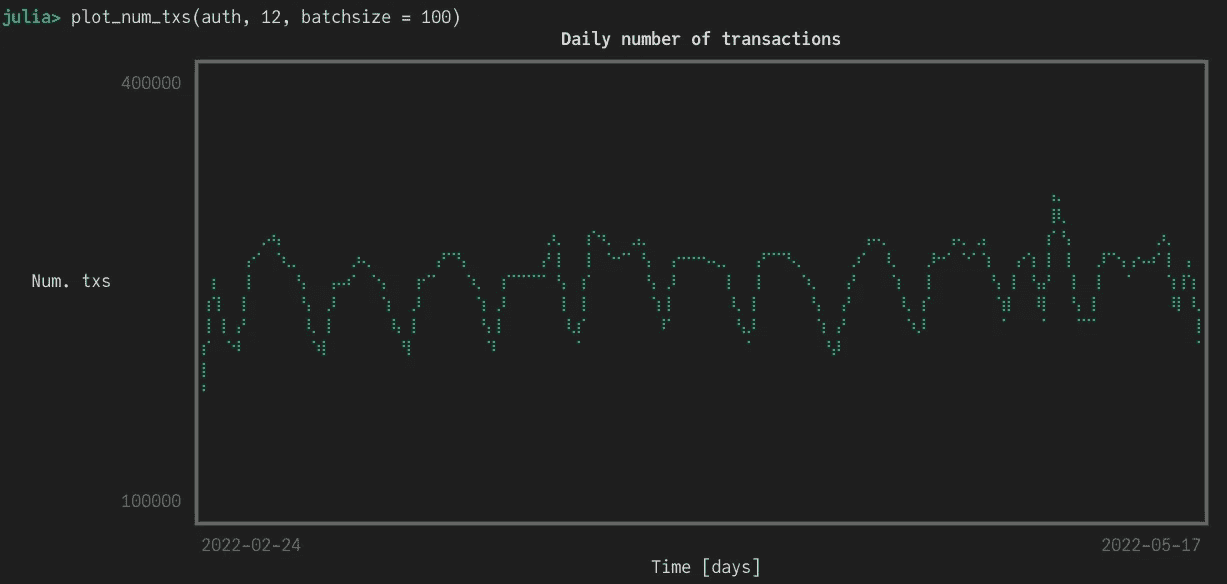 julia> plot_num_txs(auth, 12, batchsize = 100)
Daily number of transactions
400000
Num. txs
100000
2022-02-24 2022-05-17
Time [days]